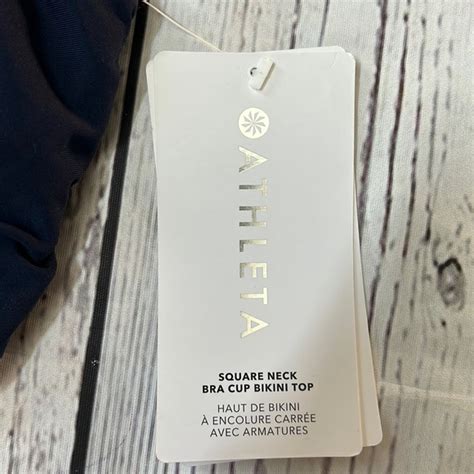 ATHLETA
SQUARE NECK
BRA CUP BIKINI TOP
HAUT DE BIKINI
À ENCOLURE CARRÉE
AVEC ARMATURES